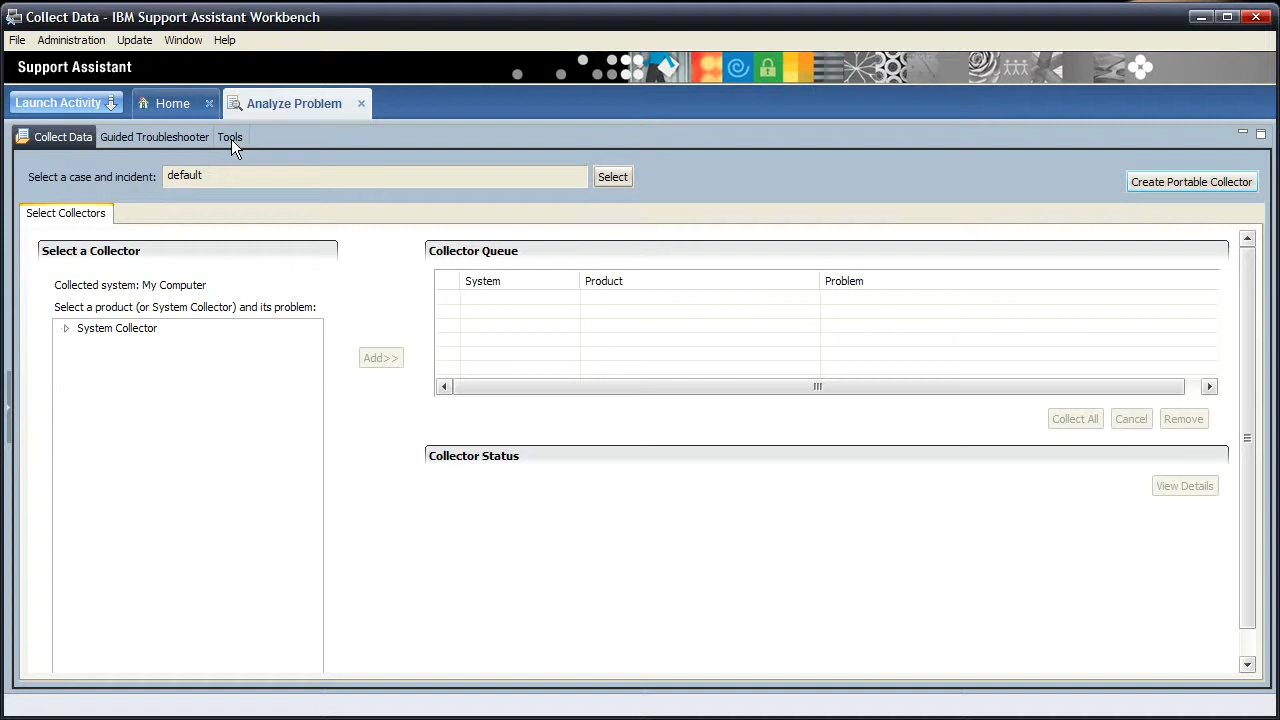 Collect Data - IBM Support Assistant Workbench
File Administration Update Window Help
Support Assistant
Launch Activity Home Analyze Problem
Collect Data Guided Troubleshooter Tools
Select a case and incident: default Select Create Portable Collector
Select Collectors
Select a Collector
Collected system: My Computer
Select a product (or System Collector) and its problem:
System Collector
Add>>
Collector Queue
System Product Problem
Collect All Cancel Remove
Collector Status
View Details